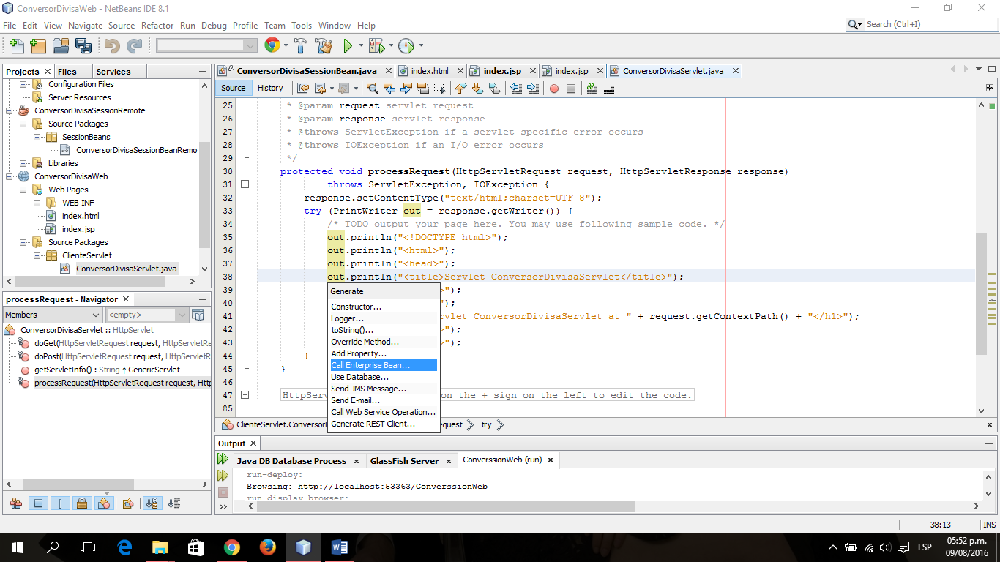 ConversorDivisaWeb - NetBeans IDE 8.1
File Edit View Navigate Source Refactor Run Debug Profile Team Tools Window Help
Search (Ctrl+I)
Projects Files Services
Configuration Files
Server Resources
ConversorDivisaSessionRemote
Source Packages
SessionBeans
ConversorDivisaSessionBeanRemo
Libraries
ConversorDivisaWeb
Web Pages
WEB-INF
index.html
index.jsp
Source Packages
ClienteServlet
ConversorDivisaServlet.java
processRequest - Navigator
Members
<empty>
ConversorDivisaServlet :: HttpServlet
doGet(HttpServletRequest request, HttpServletR
doPost(HttpServletRequest request, HttpServlet
getServletInfo() : String ↑ GenericServlet
processRequest(HttpServletRequest request, Htt
ConversorDivisaSessionBean.java index.html index.jsp index.jsp ConversorDivisaServlet.java
Source History
25 * @param request servlet request
26 * @param response servlet response
27 * @throws ServletException if a servlet-specific error occurs
28 * @throws IOException if an I/O error occurs
29 */
30 protected void processRequest(HttpServletRequest request, HttpServletResponse response)
31 throws ServletException, IOException {
32 response.setContentType("text/html;charset=UTF-8");
33 try (PrintWriter out = response.getWriter()) {
34 /* TODO output your page here. You may use following sample code. */
35 out.println("<!DOCTYPE html>");
36 out.println("<html>");
37 out.println("<head>");
38 out.println("<title>Servlet ConversorDivisaServlet</title>");
39 >");
40 ");
41 rvlet ConversorDivisaServlet at " + request.getContextPath() + "</h1>");
42 >");
43 >");
44 }
45 }
46
47 HttpServ on the + sign on the left to edit the code.
85
Generate
Constructor...
Logger...
toString()...
Override Method...
Add Property...
Call Enterprise Bean...
Use Database...
Send JMS Message...
Send E-mail...
Call Web Service Operation...
Generate REST Client...
ClienteServlet.ConversorD equest try
Output
Java DB Database Process GlassFish Server ConverssionWeb (run)
run-deploy:
Browsing: http://localhost:53363/ConverssionWeb
run-display-browser:
38:13 INS
ESP
05:52 p.m.
09/08/2016